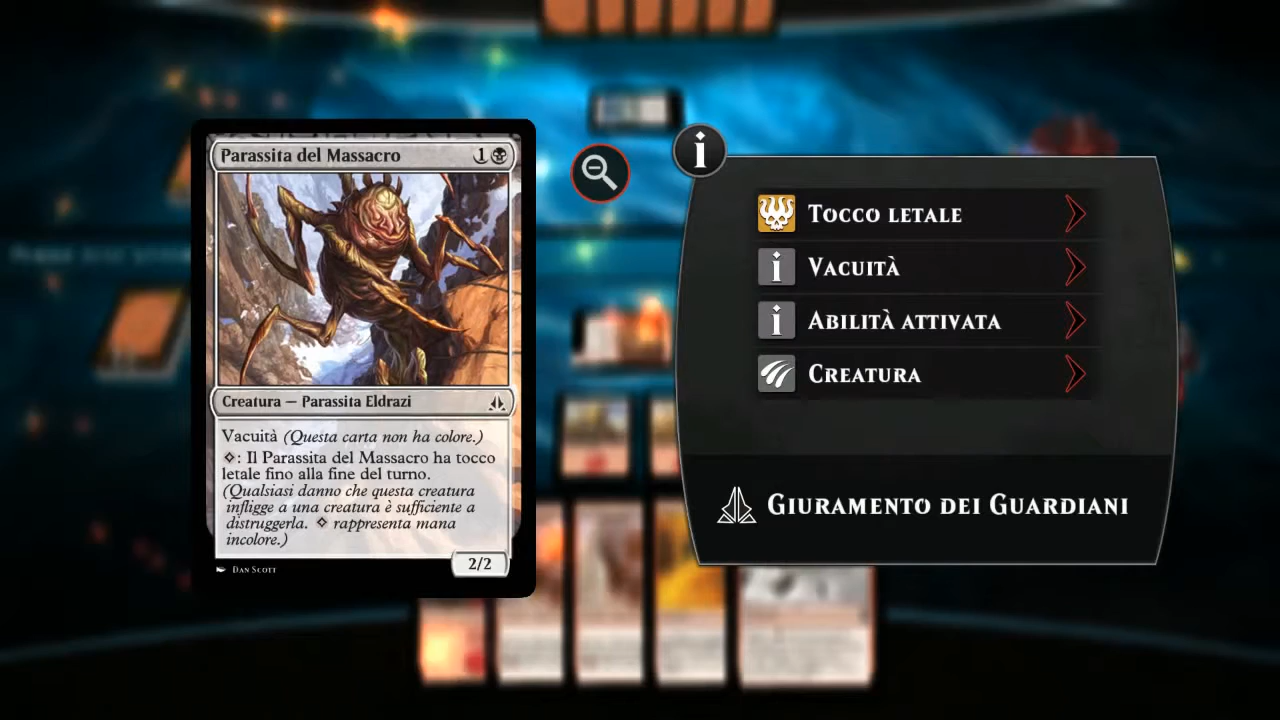 Parassita del Massacro 1
Creatura — Parassita Eldrazi
Vacuità (Questa carta non ha colore.)
: Il Parassita del Massacro ha tocco
letale fino alla fine del turno.
(Qualsiasi danno che questa creatura
infligge a una creatura è sufficiente a
distruggerla. rappresenta mana
incolore.)
2/2
Dan Scott
Tocco letale
Vacuità
Abilità attivata
Creatura
Giuramento dei Guardiani